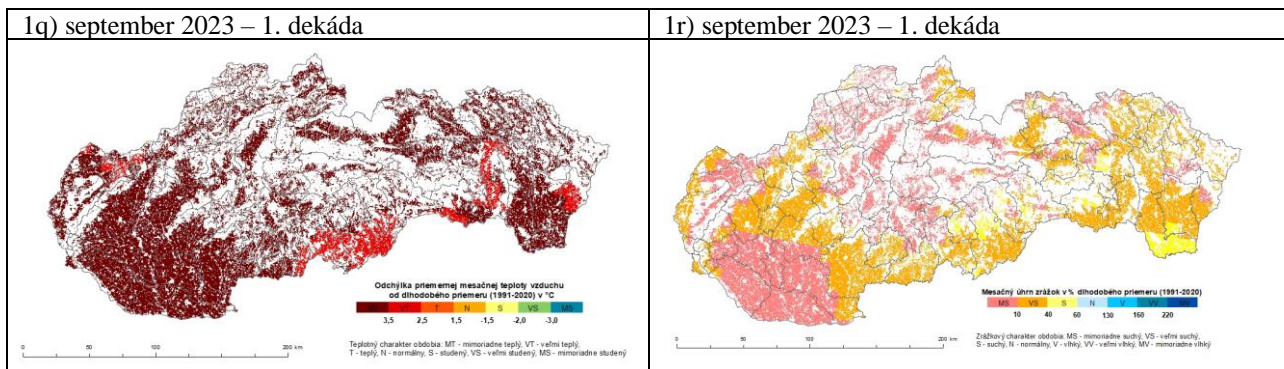 1q) september 2023 – 1. dekáda
1r) september 2023 – 1. dekáda
Odchýlka priemernej mesačnej teploty vzduchu
od dlhodobého priemeru (1991-2020) v °C
VT T N S VS MS
3,5 2,5 1,5 -1,5 -2,0 -3,0
Teplotný charakter obdobia: MT - mimoriadne teplý, VT - veľmi teplý,
T - teplý, N - normálny, S - studený, VS - veľmi studený, MS - mimoriadne studený
0 50 100 200 km
Mesačný úhrn zrážok v % dlhodobého priemeru (1991-2020)
MS VS S N V VV MV
10 40 60 130 160 220
Zrážkový charakter obdobia: MS - mimoriadne suchý, VS - veľmi suchý,
S - suchý, N - normálny, V - vlhký, VV - veľmi vlhký, MV - mimoriadne vlhký
0 50 100 200 km